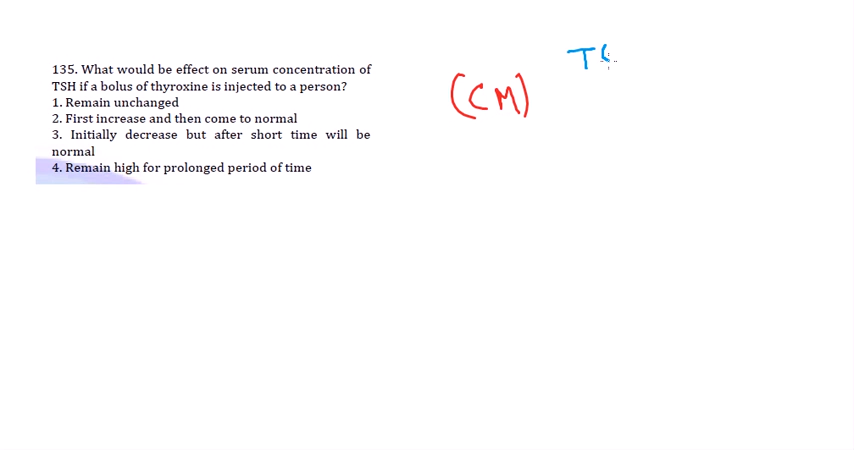 135. What would be effect on serum concentration of
TSH if a bolus of thyroxine is injected to a person?
1. Remain unchanged
2. First increase and then come to normal
3. Initially decrease but after short time will be
normal
4. Remain high for prolonged period of time
(CM)